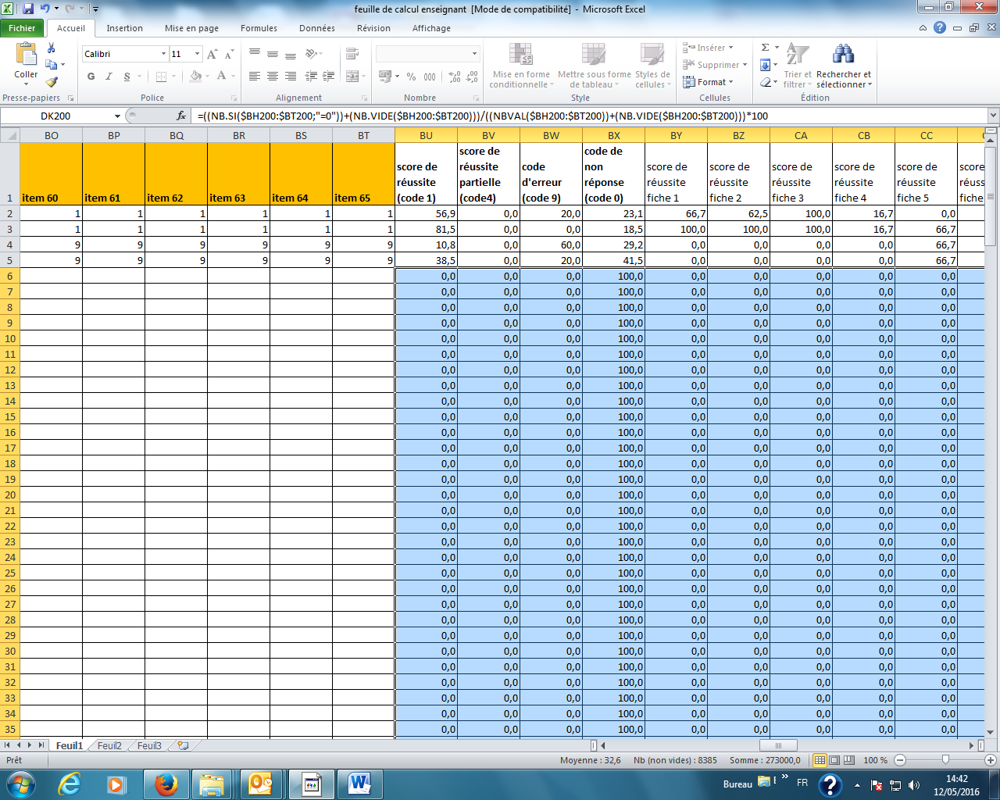 feuille de calcul enseignant [Mode de compatibilité] - Microsoft Excel
Fichier Accueil Insertion Mise en page Formules Données Révision Affichage
Coller
Calibri 11
G I S A
% 000
Mise en forme conditionnelle
Mettre sous forme de tableau
Styles de cellules
Insérer
Supprimer
Format
Σ
Trier et filtrer
Rechercher et sélectionner
Presse-papiers Police Alignement Nombre Style Cellules Édition
DK200 fx =((NB.SI($BH200:$BT200;"=0"))+(NB.VIDE($BH200:$BT200)))/((NBVAL($BH200:$BT200))+(NB.VIDE($BH200:$BT200)))*100
BO BP BQ BR BS BT BU BV BW BX BY BZ CA CB CC
1 item 60 item 61 item 62 item 63 item 64 item 65 score de réussite (code 1) score de réussite partielle (code4) code d'erreur (code 9) code de non réponse (code 0) score de réussite fiche 1 score de réussite fiche 2 score de réussite fiche 3 score de réussite fiche 4 score de réussite fiche 5
2 1 1 1 1 1 1 56,9 0,0 20,0 23,1 66,7 62,5 100,0 16,7 0,0
3 1 1 1 1 1 1 81,5 0,0 0,0 18,5 100,0 100,0 100,0 16,7 66,7
4 9 9 9 9 9 9 10,8 0,0 60,0 29,2 0,0 0,0 0,0 0,0 66,7
5 9 9 9 9 9 9 38,5 0,0 20,0 41,5 0,0 0,0 0,0 0,0 66,7
6 0,0 0,0 0,0 100,0 0,0 0,0 0,0 0,0 0,0
7 0,0 0,0 0,0 100,0 0,0 0,0 0,0 0,0 0,0
8 0,0 0,0 0,0 100,0 0,0 0,0 0,0 0,0 0,0
9 0,0 0,0 0,0 100,0 0,0 0,0 0,0 0,0 0,0
10 0,0 0,0 0,0 100,0 0,0 0,0 0,0 0,0 0,0
11 0,0 0,0 0,0 100,0 0,0 0,0 0,0 0,0 0,0
12 0,0 0,0 0,0 100,0 0,0 0,0 0,0 0,0 0,0
13 0,0 0,0 0,0 100,0 0,0 0,0 0,0 0,0 0,0
14 0,0 0,0 0,0 100,0 0,0 0,0 0,0 0,0 0,0
15 0,0 0,0 0,0 100,0 0,0 0,0 0,0 0,0 0,0
16 0,0 0,0 0,0 100,0 0,0 0,0 0,0 0,0 0,0
17 0,0 0,0 0,0 100,0 0,0 0,0 0,0 0,0 0,0
18 0,0 0,0 0,0 100,0 0,0 0,0 0,0 0,0 0,0
19 0,0 0,0 0,0 100,0 0,0 0,0 0,0 0,0 0,0
20 0,0 0,0 0,0 100,0 0,0 0,0 0,0 0,0 0,0
21 0,0 0,0 0,0 100,0 0,0 0,0 0,0 0,0 0,0
22 0,0 0,0 0,0 100,0 0,0 0,0 0,0 0,0 0,0
23 0,0 0,0 0,0 100,0 0,0 0,0 0,0 0,0 0,0
24 0,0 0,0 0,0 100,0 0,0 0,0 0,0 0,0 0,0
25 0,0 0,0 0,0 100,0 0,0 0,0 0,0 0,0 0,0
26 0,0 0,0 0,0 100,0 0,0 0,0 0,0 0,0 0,0
27 0,0 0,0 0,0 100,0 0,0 0,0 0,0 0,0 0,0
28 0,0 0,0 0,0 100,0 0,0 0,0 0,0 0,0 0,0
29 0,0 0,0 0,0 100,0 0,0 0,0 0,0 0,0 0,0
30 0,0 0,0 0,0 100,0 0,0 0,0 0,0 0,0 0,0
31 0,0 0,0 0,0 100,0 0,0 0,0 0,0 0,0 0,0
32 0,0 0,0 0,0 100,0 0,0 0,0 0,0 0,0 0,0
33 0,0 0,0 0,0 100,0 0,0 0,0 0,0 0,0 0,0
34 0,0 0,0 0,0 100,0 0,0 0,0 0,0 0,0 0,0
35 0,0 0,0 0,0 100,0 0,0 0,0 0,0 0,0 0,0
Feuil1 Feuil2 Feuil3
Prêt Moyenne : 32,6 Nb (non vides) : 8385 Somme : 273000,0 100 %
Bureau » FR 14:42
12/05/2016